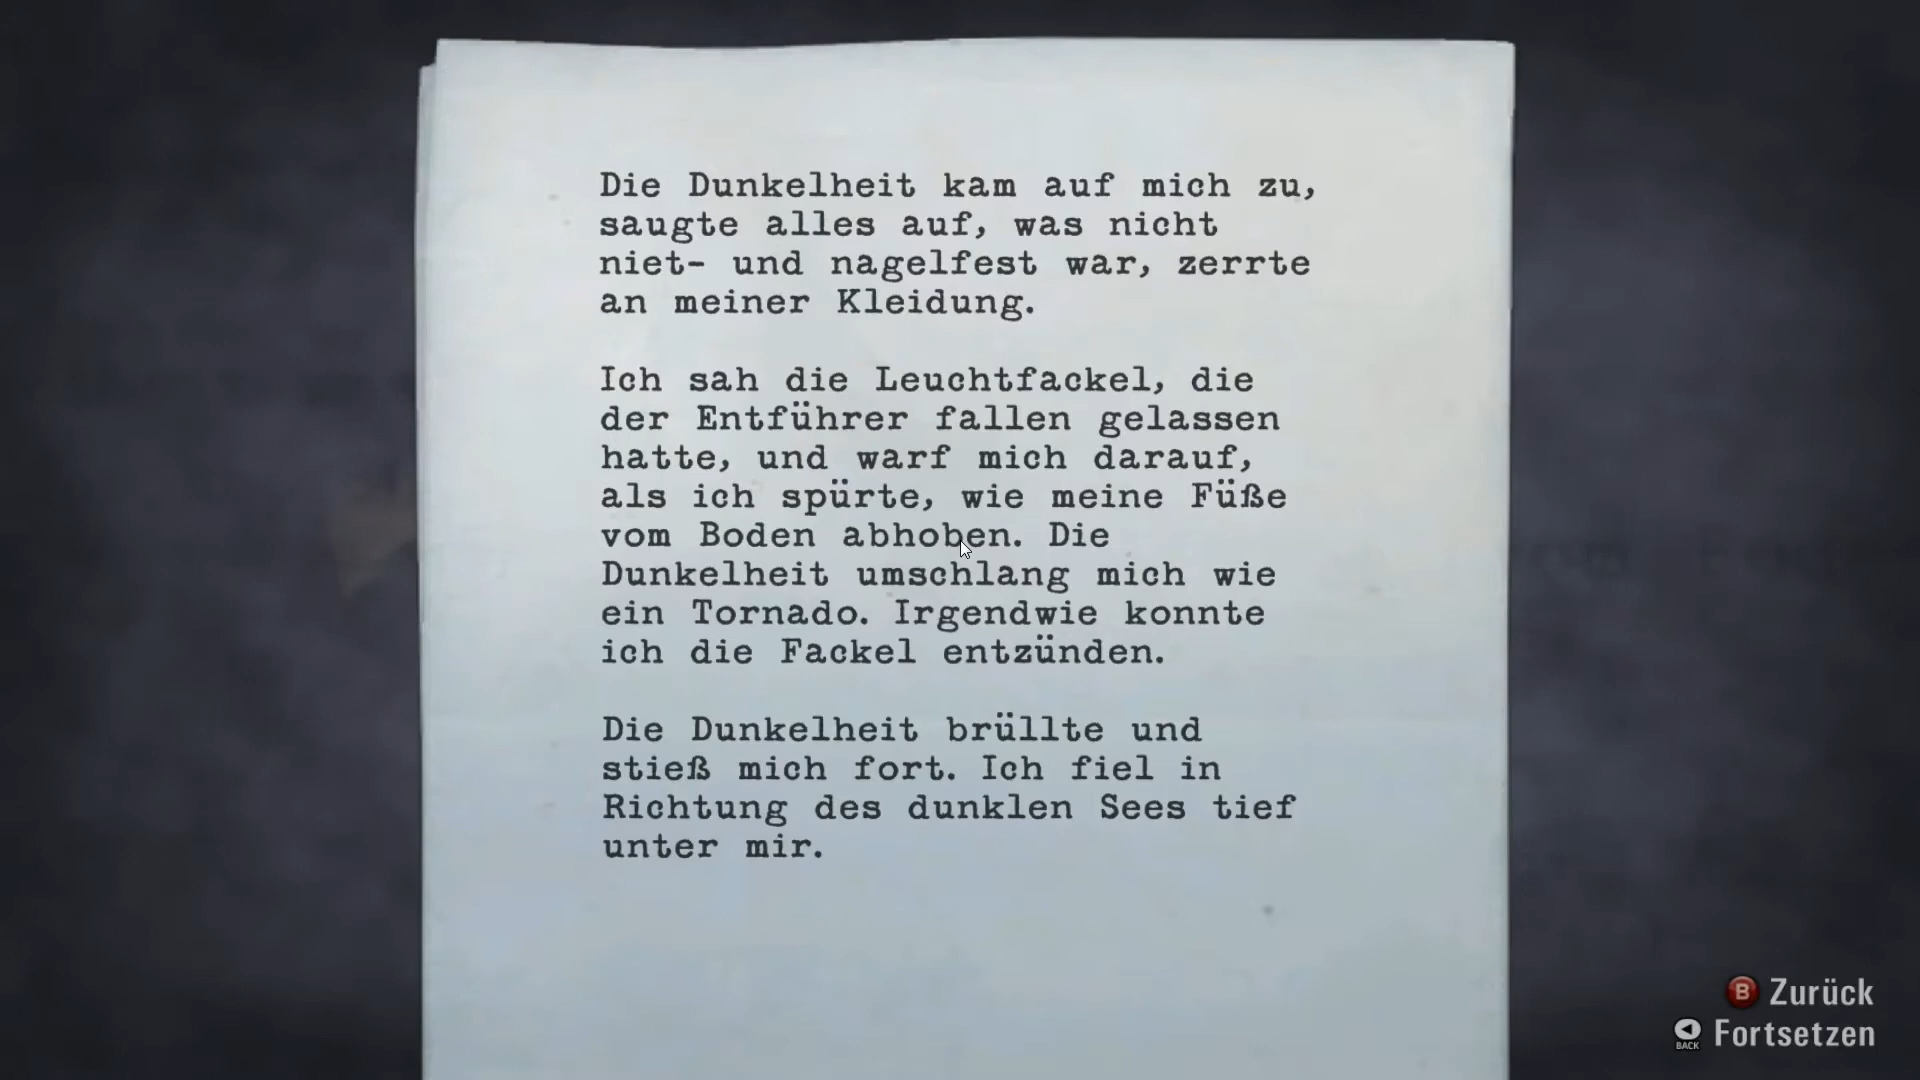 Die Dunkelheit kam auf mich zu,
saugte alles auf, was nicht
niet- und nagelfest war, zerrte
an meiner Kleidung.
Ich sah die Leuchtfackel, die
der Entführer fallen gelassen
hatte, und warf mich darauf,
als ich spürte, wie meine Füße
vom Boden abhoben. Die
Dunkelheit umschlang mich wie
ein Tornado. Irgendwie konnte
ich die Fackel entzünden.
Die Dunkelheit brüllte und
stieß mich fort. Ich fiel in
Richtung des dunklen Sees tief
unter mir.
B Zurück
BACK Fortsetzen